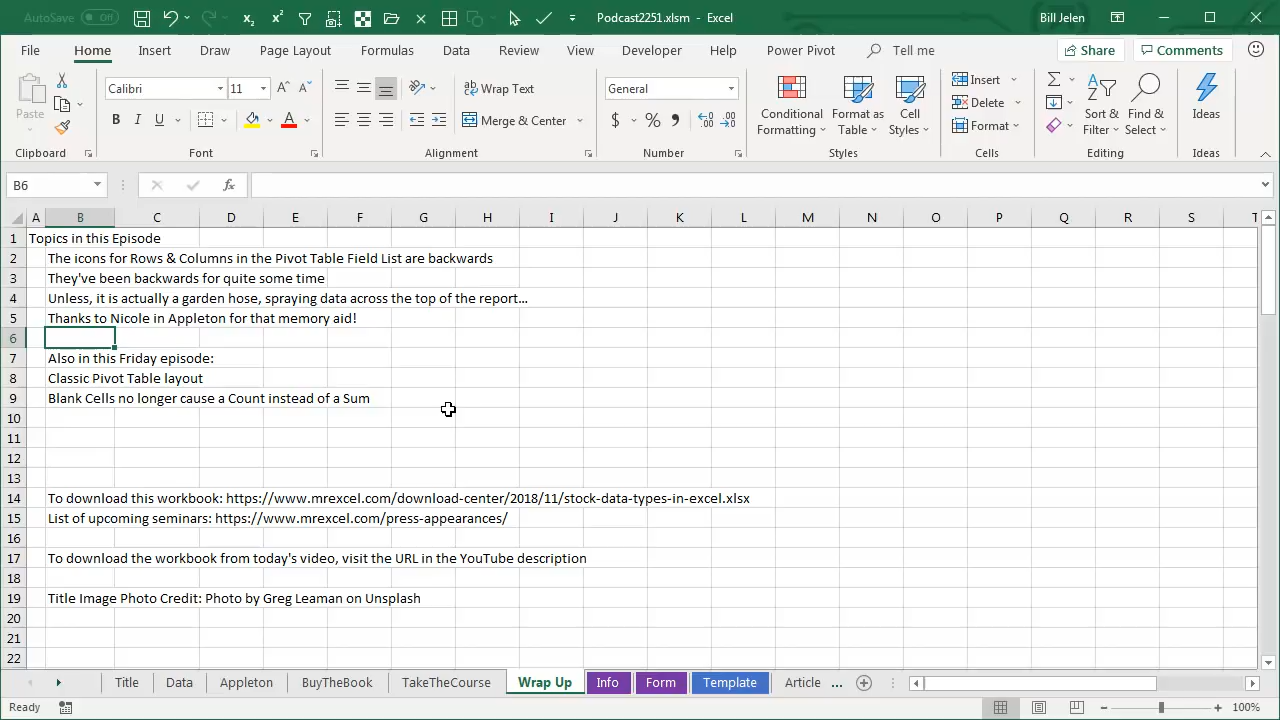 AutoSave Off Podcast2251.xlsm - Excel Bill Jelen
File Home Insert Draw Page Layout Formulas Data Review View Developer Help Power Pivot Tell me Share Comments
Paste Calibri 11 B I U A Wrap Text Merge & Center General $ % Conditional Formatting Format as Table Cell Styles Insert Delete Format Sort & Filter Find & Select Ideas
Clipboard Font Alignment Number Styles Cells Editing Ideas
B6 fx
A B C D E F G H I J K L M N O P Q R S T
1 Topics in this Episode
2 The icons for Rows & Columns in the Pivot Table Field List are backwards
3 They've been backwards for quite some time
4 Unless, it is actually a garden hose, spraying data across the top of the report...
5 Thanks to Nicole in Appleton for that memory aid!
6
7 Also in this Friday episode:
8 Classic Pivot Table layout
9 Blank Cells no longer cause a Count instead of a Sum
10
11
12
13
14 To download this workbook: https://www.mrexcel.com/download-center/2018/11/stock-data-types-in-excel.xlsx
15 List of upcoming seminars: https://www.mrexcel.com/press-appearances/
16
17 To download the workbook from today's video, visit the URL in the YouTube description
18
19 Title Image Photo Credit: Photo by Greg Leaman on Unsplash
20
21
22
Title Data Appleton BuyTheBook TakeTheCourse Wrap Up Info Form Template Article ...
Ready 100%